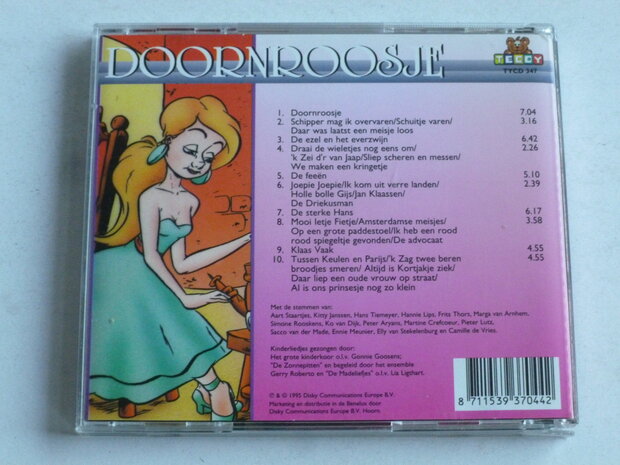 DOORNROOSJE
TEDDY
TYCD 347
1. Doornroosje 7.04
2. Schipper mag ik overvaren/Schuitje varen/ 3.16
Daar was laatst een meisje loos
3. De ezel en het everzwijn 6.42
4. Draai de wieletjes nog eens om/ 2.26
'k Zei d'r van Jaap/Sliep scheren en messen/
We maken een kringetje
5. De feeën 5.10
6. Joepie Joepie/Ik kom uit verre landen/ 2.39
Holle bolle Gijs/Jan Klaassen/
De Driekusman
7. De sterke Hans 6.17
8. Mooi Ietje Fietje/Amsterdamse meisjes/ 3.58
Op een grote paddestoel/Ik heb een rood
rood spiegeltje gevonden/De advocaat
9. Klaas Vaak 4.55
10. Tussen Keulen en Parijs/'k Zag twee beren 4.55
broodjes smeren/ Altijd is Kortjakje ziek/
Daar liep een oude vrouw op straat/
Al is ons prinsesje nog zo klein
Met de stemmen van:
Aart Staartjes, Kitty Janssen, Hans Tiemeyer, Hannie Lips, Frita Thors, Marga van Arnhem,
Simone Rooskens, Ko van Dijk, Peter Aryans, Martine Crefcoeur, Pieter Lutz,
Sacco van der Made, Ennie Meunier, Elly van Stekelenburg en Camille de Vries.
Kinderliedjes gezongen door:
Het grote kinderkoor o.l.v. Gonnie Goosens;
"De Zonnepitten" en begeleid door het ensemble
Gerry Roberto en "De Madeliefjes" o.l.v. Lia Ligthart.
℗ & © 1995 Disky Communications Europe B.V.
Marketing en distributie in de Benelux door
Disky Communications Europe B.V. Hoorn.
8 711539 370442